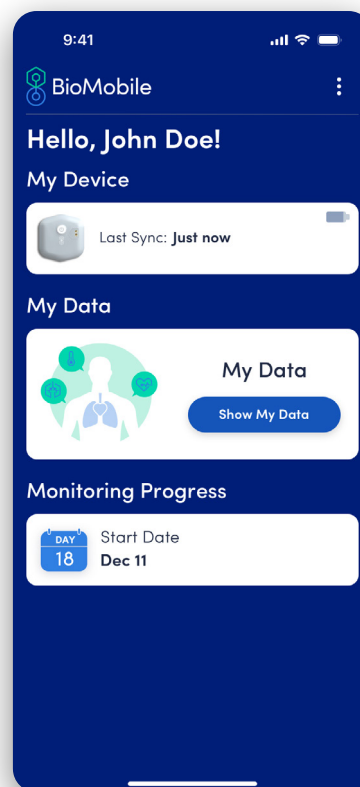 9:41
BioMobile
Hello, John Doe!
My Device
Last Sync: Just now
My Data
My Data
Show My Data
Monitoring Progress
DAY
18
Start Date
Dec 11